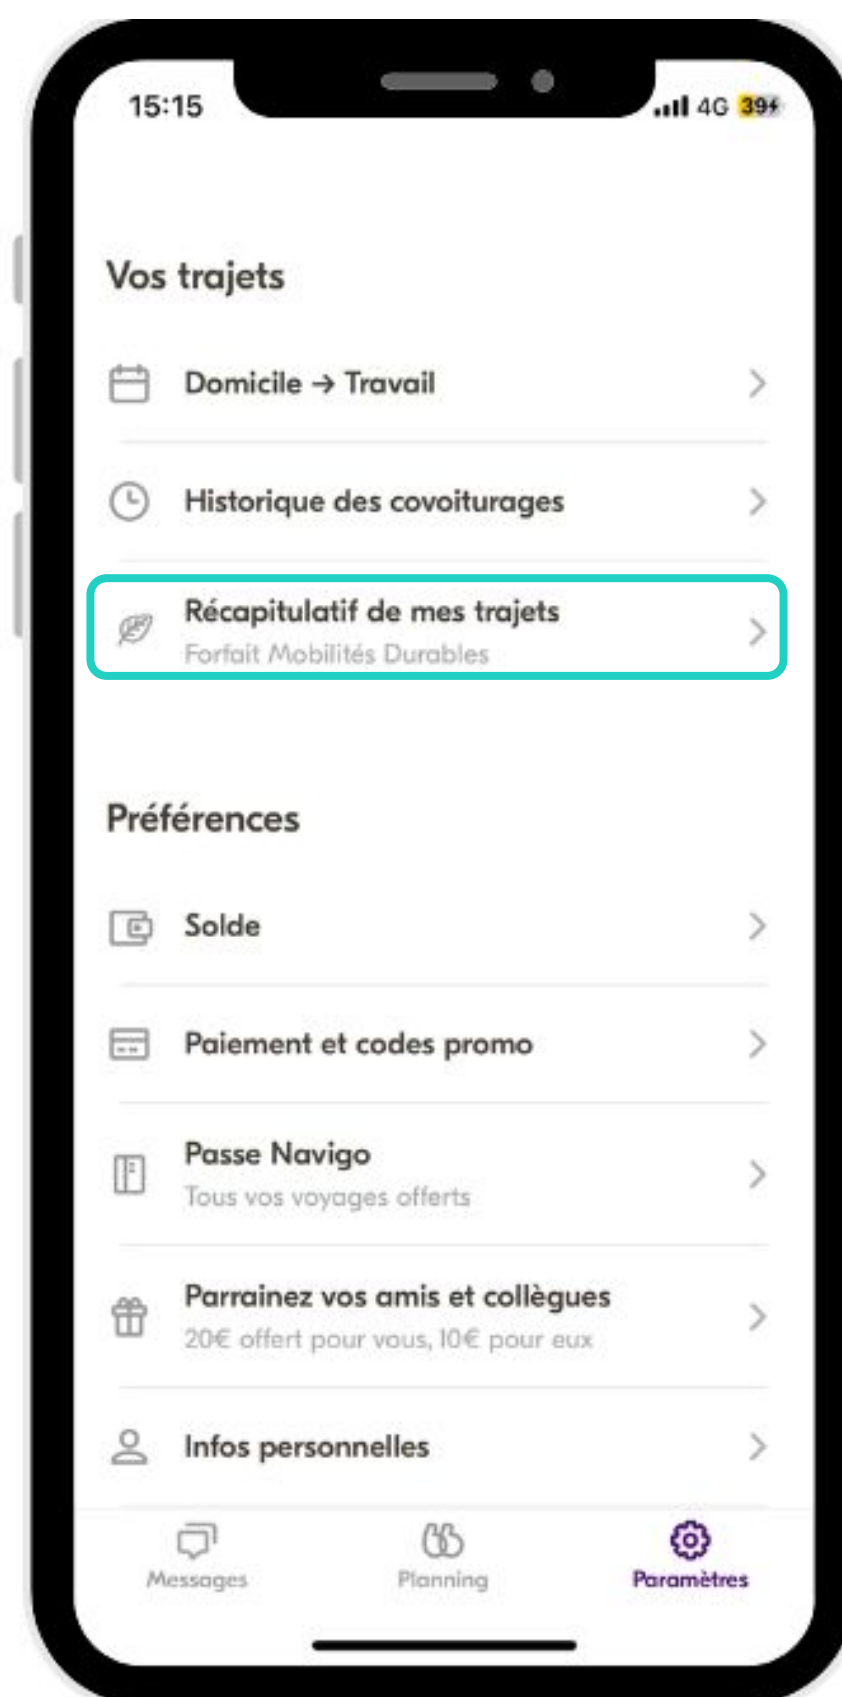 15:15
4G 39
Vos trajets
Domicile → Travail
Historique des covoiturages
Récapitulatif de mes trajets
Forfait Mobilités Durables
Préférences
Solde
Paiement et codes promo
Passe Navigo
Tous vos voyages offerts
Parrainez vos amis et collègues
20€ offert pour vous, 10€ pour eux
Infos personnelles
Messages
Planning
Paramètres